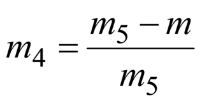 m₄ = (m₅ − m) / m₅